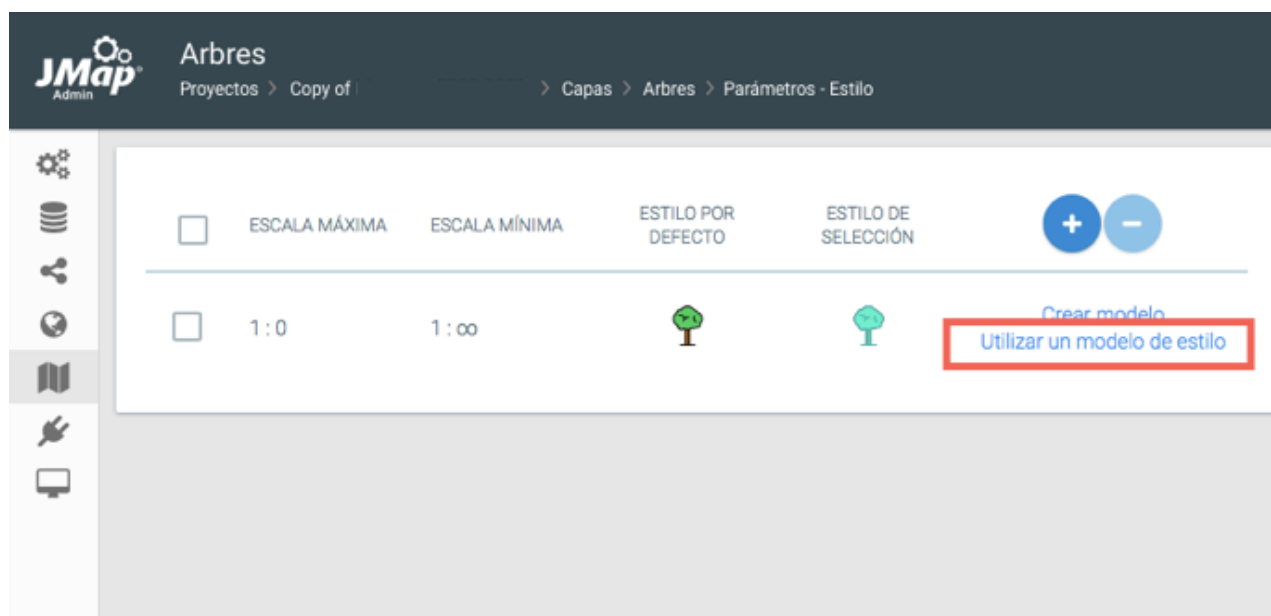 JMap
Admin
Arbres
Proyectos > Copy of > Capas > Arbres > Parámetros - Estilo
ESCALA MÁXIMA ESCALA MÍNIMA ESTILO POR DEFECTO ESTILO DE SELECCIÓN + −
1 : 0 1 : ∞ Crear modelo
Utilizar un modelo de estilo